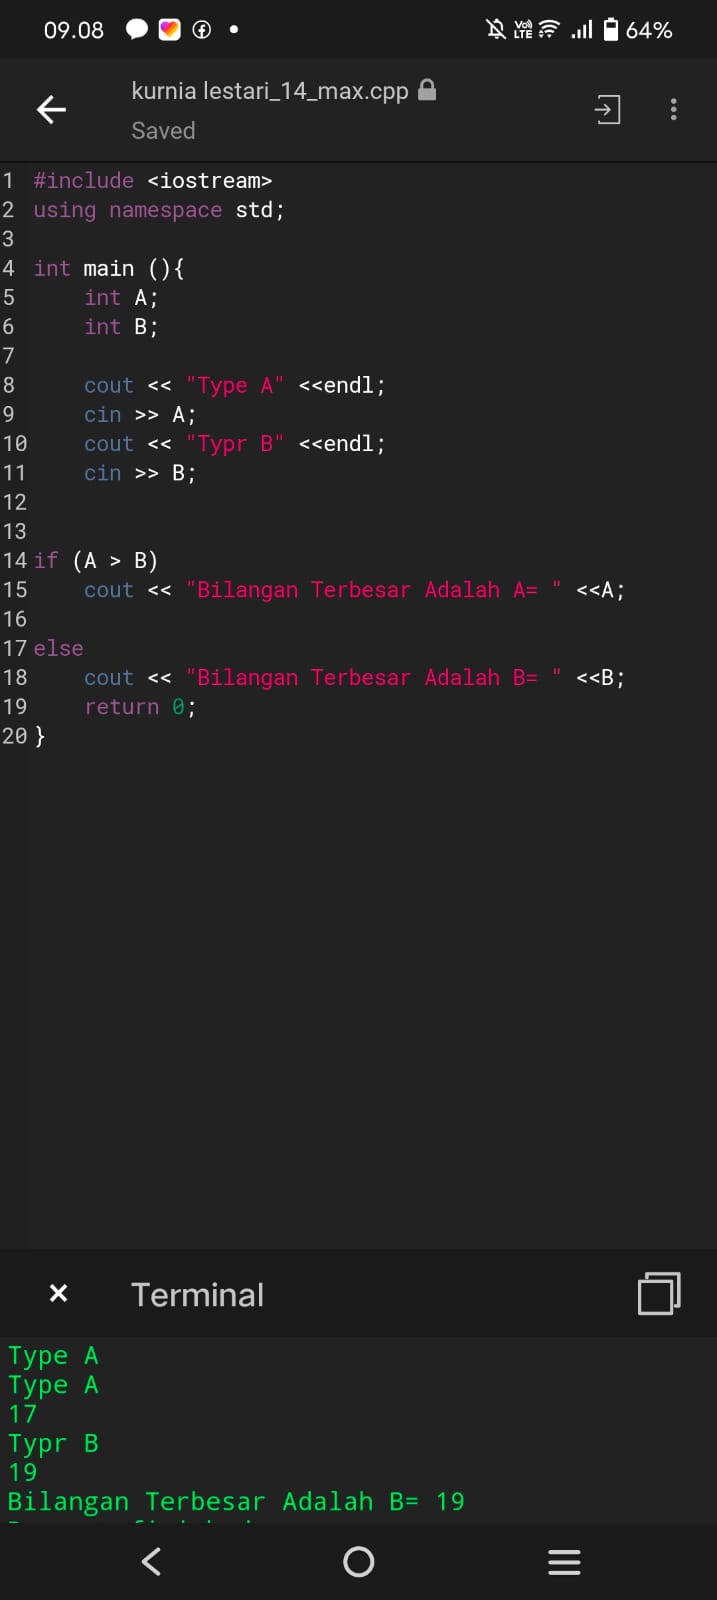 09.08 64%
kurnia lestari_14_max.cpp
Saved
1 #include <iostream>
2 using namespace std;
3
4 int main (){
5 int A;
6 int B;
7
8 cout << "Type A" <<endl;
9 cin >> A;
10 cout << "Typr B" <<endl;
11 cin >> B;
12
13
14 if (A > B)
15 cout << "Bilangan Terbesar Adalah A= " <<A;
16
17 else
18 cout << "Bilangan Terbesar Adalah B= " <<B;
19 return 0;
20 }
Terminal
Type A
Type A
17
Typr B
19
Bilangan Terbesar Adalah B= 19